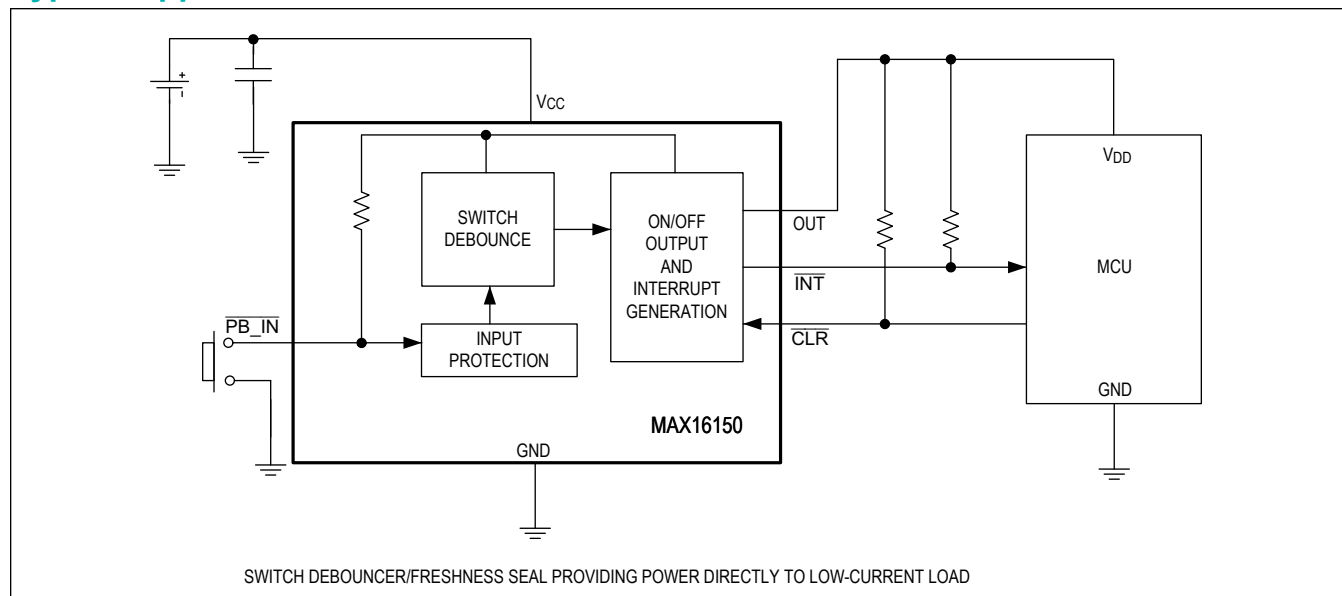 +
-
VCC
SWITCH
DEBOUNCE
ON/OFF
OUTPUT
AND
INTERRUPT
GENERATION
INPUT
PROTECTION
PB_IN
MAX16150
GND
OUT
INT
CLR
VDD
MCU
GND
SWITCH DEBOUNCER/FRESHNESS SEAL PROVIDING POWER DIRECTLY TO LOW-CURRENT LOAD